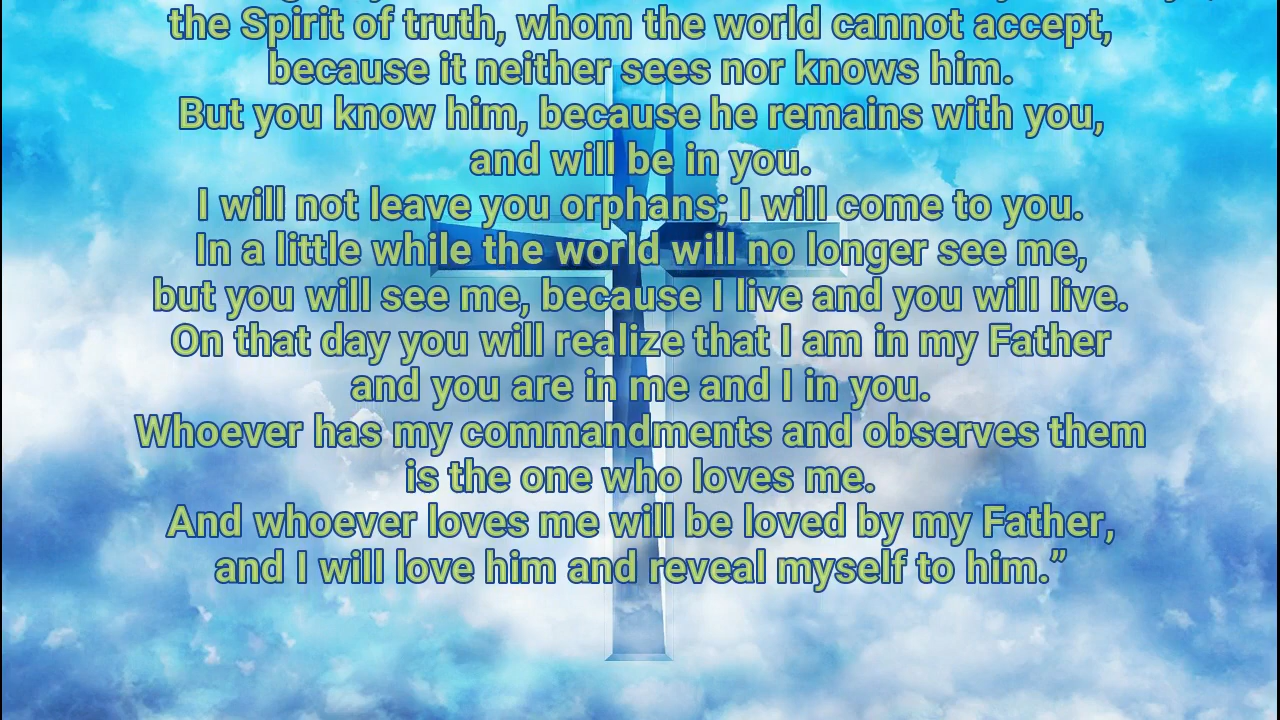 the Spirit of truth, whom the world cannot accept,
because it neither sees nor knows him.
But you know him, because he remains with you,
and will be in you.
I will not leave you orphans; I will come to you.
In a little while the world will no longer see me,
but you will see me, because I live and you will live.
On that day you will realize that I am in my Father
and you are in me and I in you.
Whoever has my commandments and observes them
is the one who loves me.
And whoever loves me will be loved by my Father,
and I will love him and reveal myself to him.”